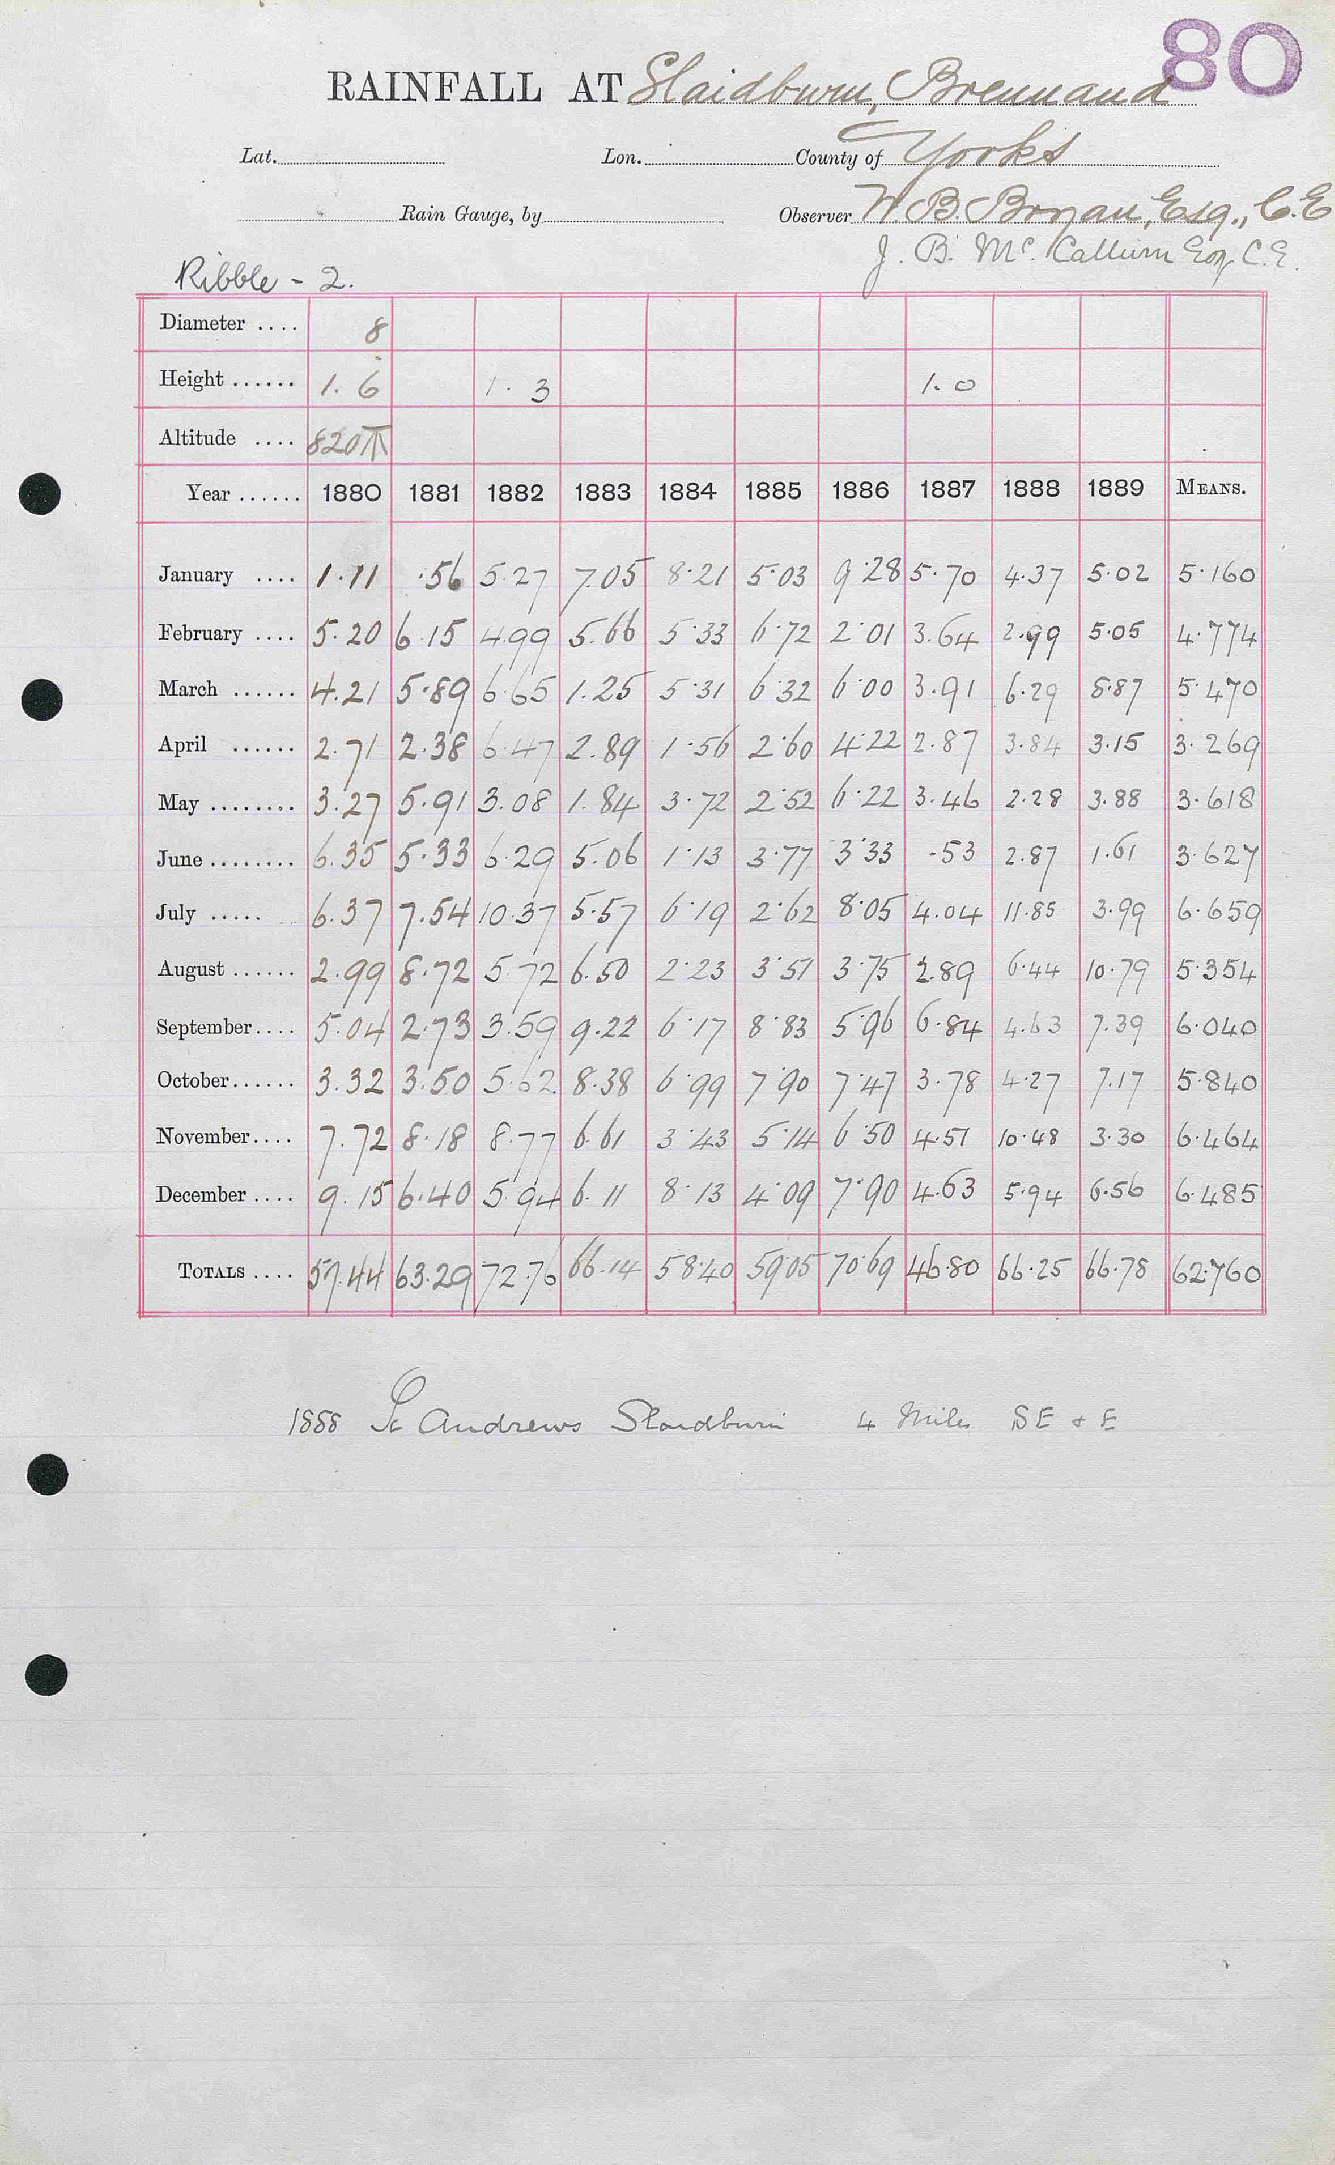 80
RAINFALL AT Slaidburn, Brennand
Lat. Lon. County of Yorks
Rain Gauge, by Observer W. B. Bryan, Esq., C.E
J. B. Mc. Callum Esq, C.E.
Ribble - 2.
Diameter .... 8
Height ...... 1. 6 1. 3 1. 0
Altitude .... 820 T
Year ...... 1880 1881 1882 1883 1884 1885 1886 1887 1888 1889 MEANS.
January .... 1.11 .56 5.27 7.05 8.21 5.03 9.28 5.70 4.37 5.02 5.160
February .... 5.20 6.15 4.99 5.66 5.33 6.72 2.01 3.64 2.99 5.05 4.774
March ...... 4.21 5.89 6.65 1.25 5.31 6.32 6.00 3.91 6.29 8.87 5.470
April ...... 2.71 2.38 6.47 2.89 1.56 2.60 4.22 2.87 3.84 3.15 3.269
May ........ 3.27 5.91 3.08 1.84 3.72 2.52 6.22 3.46 2.28 3.88 3.618
June ........ 6.35 5.33 6.29 5.06 1.13 3.77 3.33 .53 2.87 1.61 3.627
July ..... 6.37 7.54 10.37 5.57 6.19 2.62 8.05 4.04 11.85 3.99 6.659
August ...... 2.99 8.72 5.72 6.50 2.23 3.51 3.75 2.89 6.44 10.79 5.354
September .... 5.04 2.73 3.59 9.22 6.17 8.83 5.96 6.84 4.63 7.39 6.040
October ...... 3.32 3.50 5.62 8.38 6.99 7.90 7.47 3.78 4.27 7.17 5.840
November .... 7.72 8.18 8.77 6.61 3.43 5.14 6.50 4.51 10.48 3.30 6.464
December .... 9.15 6.40 5.94 6.11 8.13 4.09 7.90 4.63 5.94 6.56 6.485
TOTALS .... 57.44 63.29 72.76 66.14 58.40 59.05 70.69 46.80 66.25 66.78 62.760
1888 St Andrews Slaidburn 4 Miles SE & E